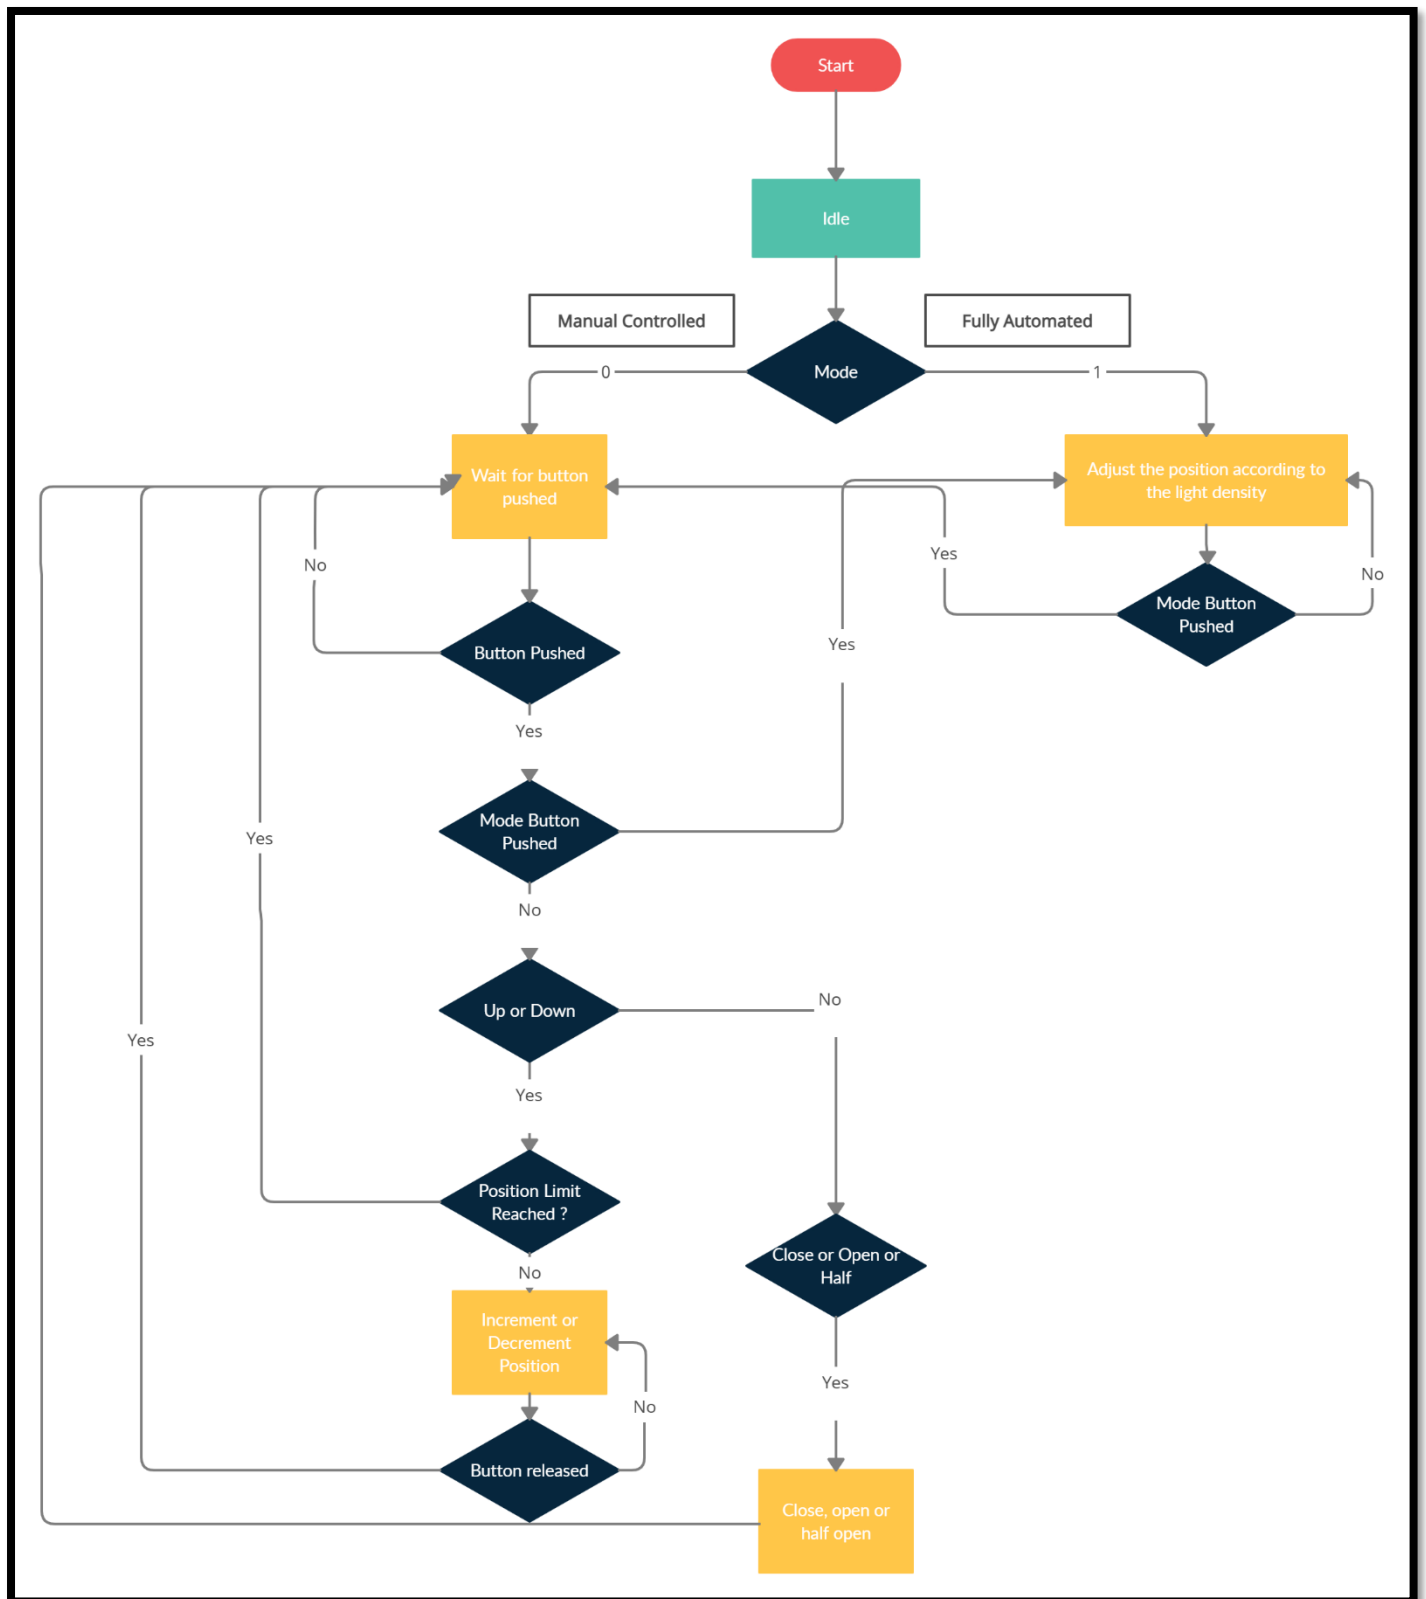 Start
Idle
Manual Controlled
Fully Automated
Mode
0
1
Wait for button
pushed
Adjust the position according to
the light density
Yes
No
No
Mode Button
Pushed
Button Pushed
Yes
Yes
Mode Button
Pushed
Yes
No
Up or Down
No
Yes
Yes
Position Limit
Reached ?
Close or Open or
Half
No
Increment or
Decrement
Position
Yes
No
Button released
Close, open or
half open